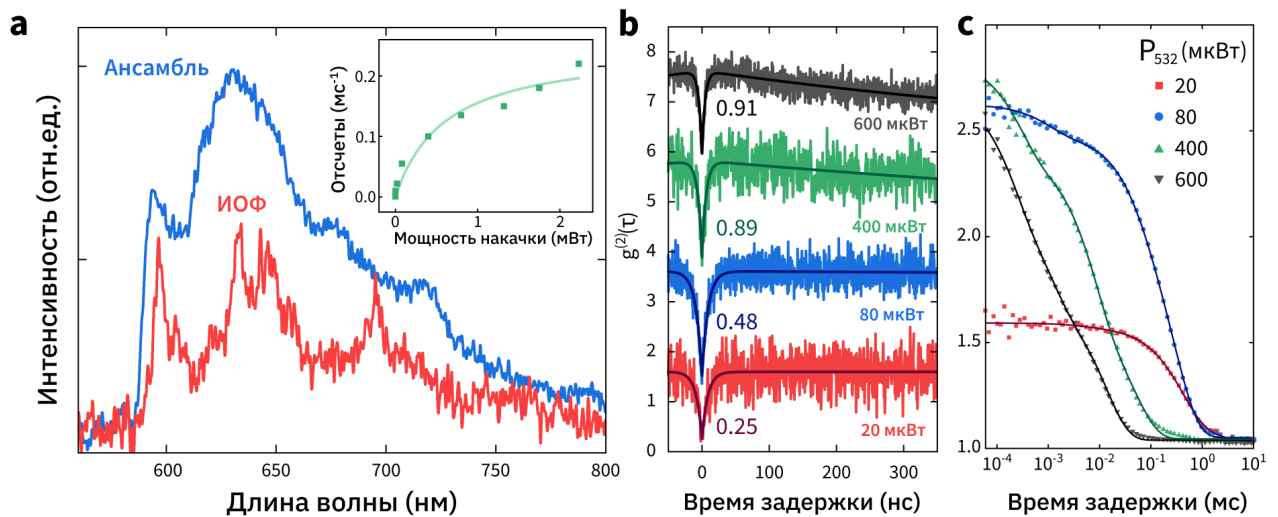 a
Ансамбль
ИОФ
Интенсивность (отн.ед.)
600
650
700
750
800
Длина волны (нм)
Отсчеты (мс⁻¹)
0.2
0.1
0.0
0
1
2
Мощность накачки (мВт)
b
g⁽²⁾(τ)
8
7
6
5
4
3
2
1
0
0.91
600 мкВт
0.89
400 мкВт
0.48
80 мкВт
0.25
20 мкВт
0
100
200
300
Время задержки (нс)
c
P₅₃₂ (мкВт)
20
80
400
600
2.5
2.0
1.5
1.0
10⁻⁴
10⁻³
10⁻²
10⁻¹
10⁰
10¹
Время задержки (мс)